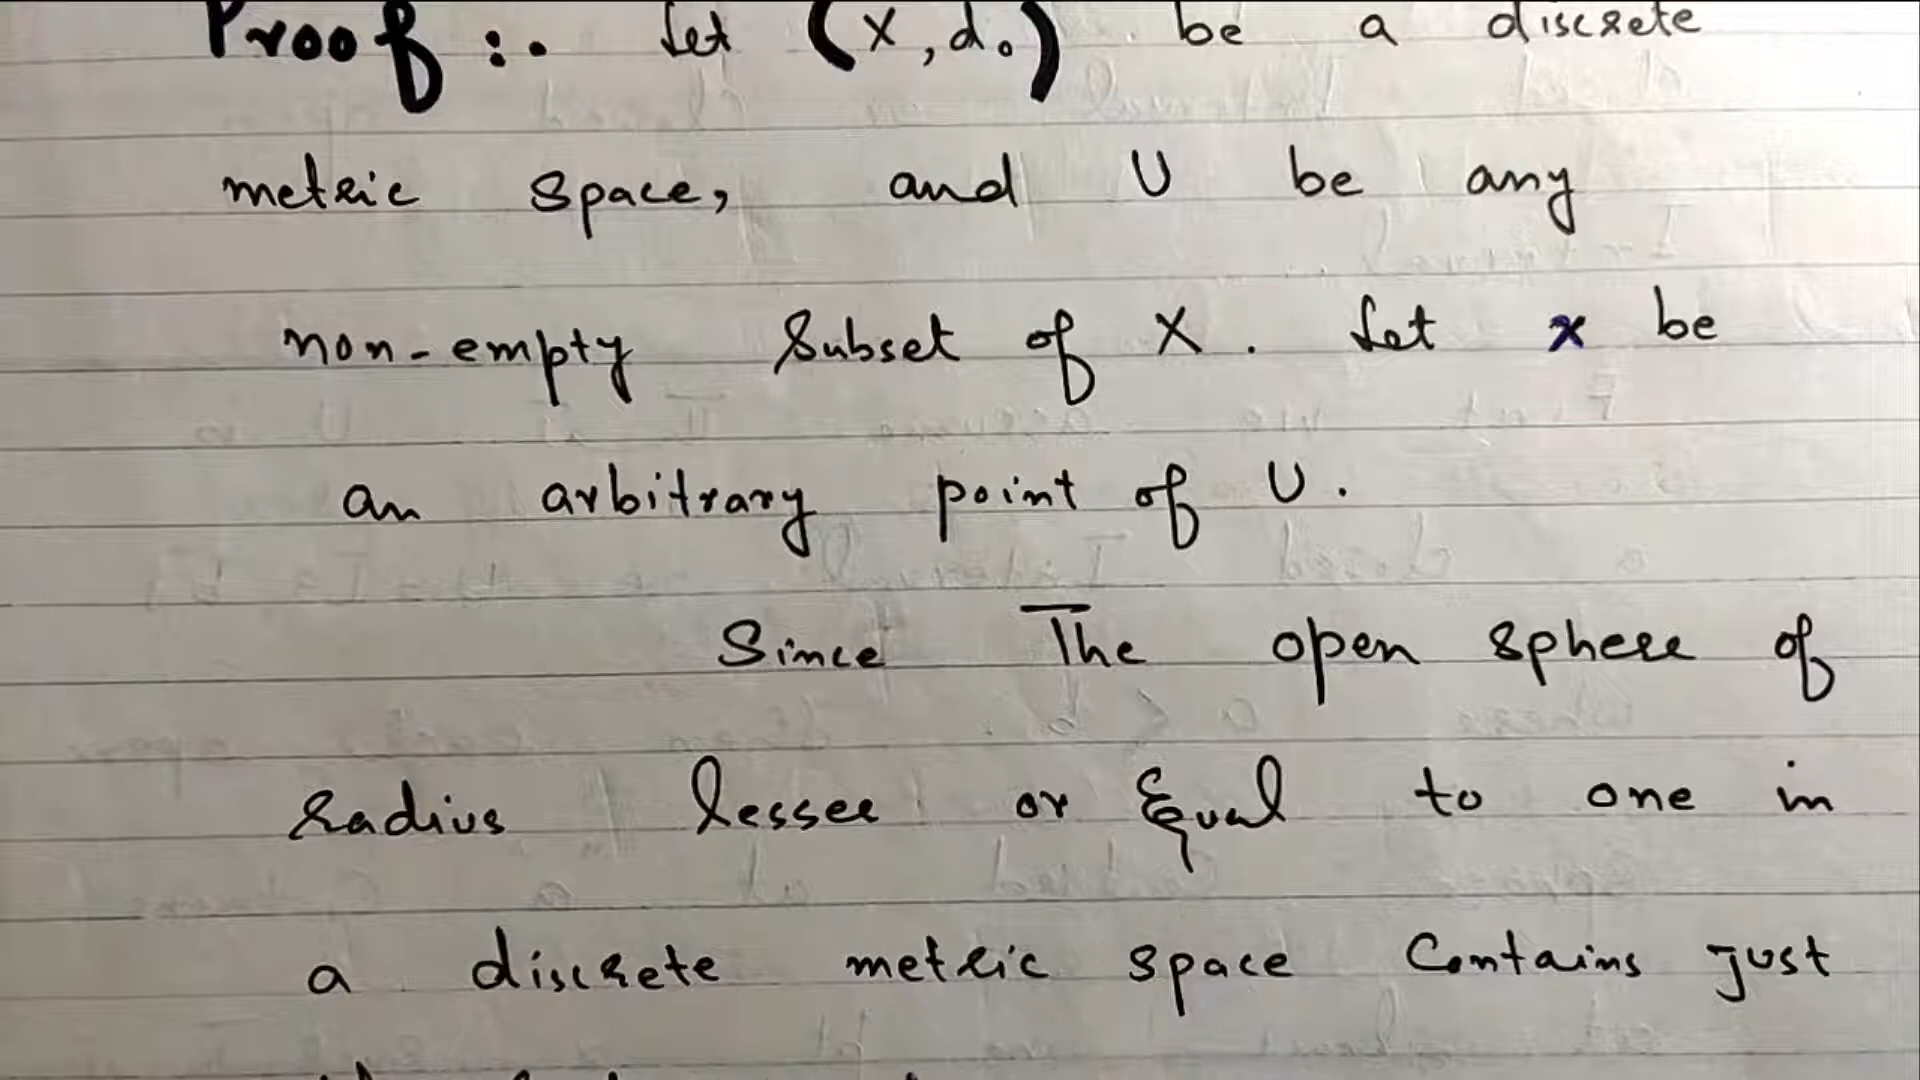 Proof :. Let (X, d₀) be a discrete
metric space, and U be any
non-empty Subset of X. Let x be
an arbitrary point of U.
Since The open sphere of
radius lesser or Equal to one in
a discrete metric space Contains just